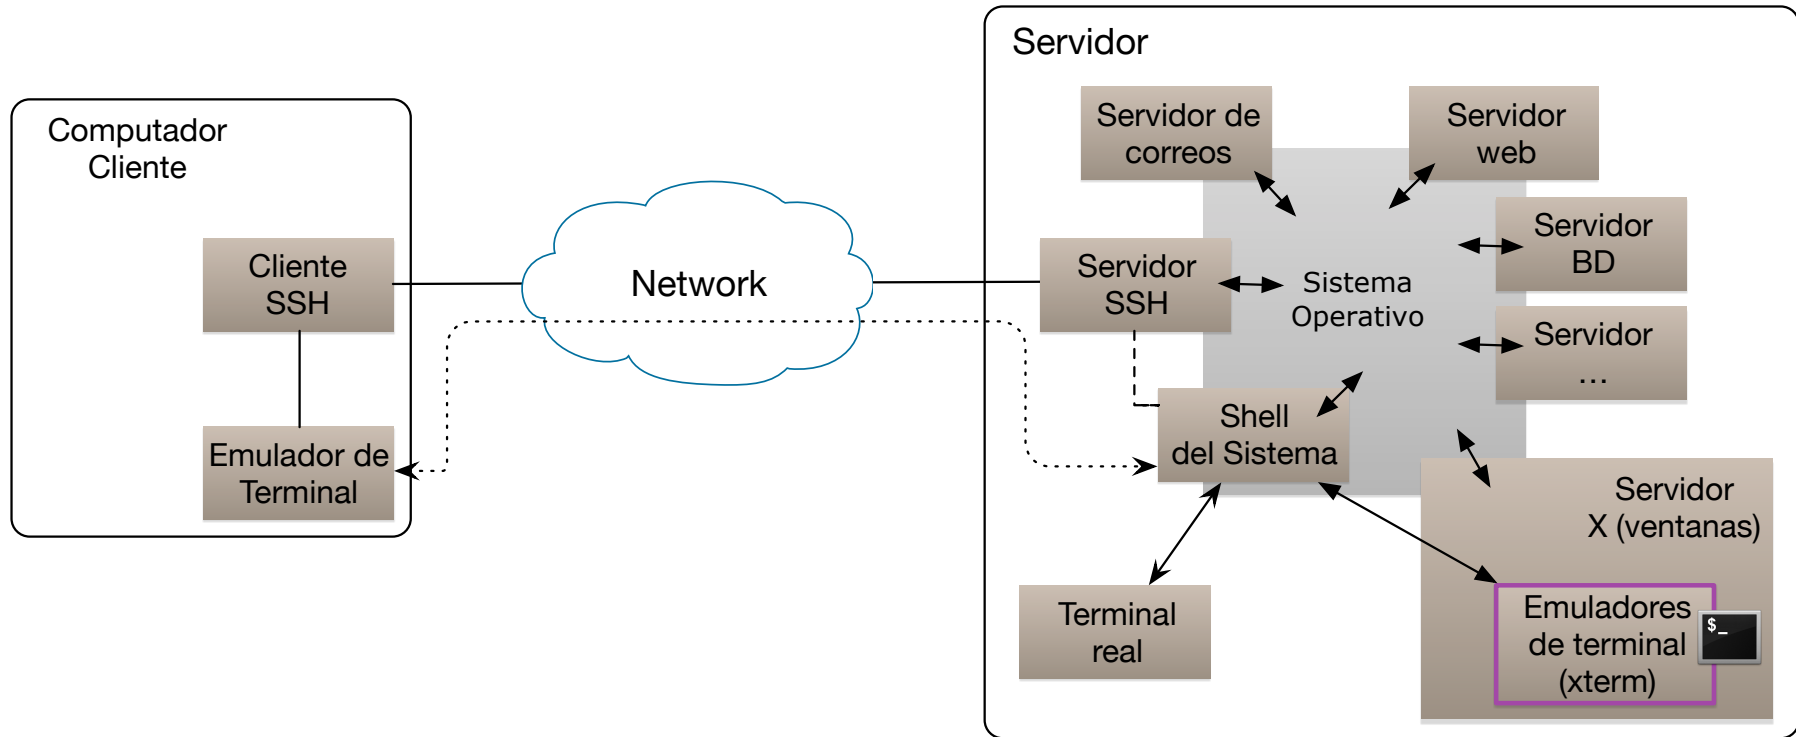 Servidor
Computador
Cliente
Servidor de
correos
Servidor
web
Servidor
BD
Cliente
SSH
Network
Servidor
SSH
Sistema
Operativo
Servidor
...
Shell
del Sistema
Emulador de
Terminal
Servidor
X (ventanas)
Terminal
real
Emuladores
de terminal
(xterm)
$_